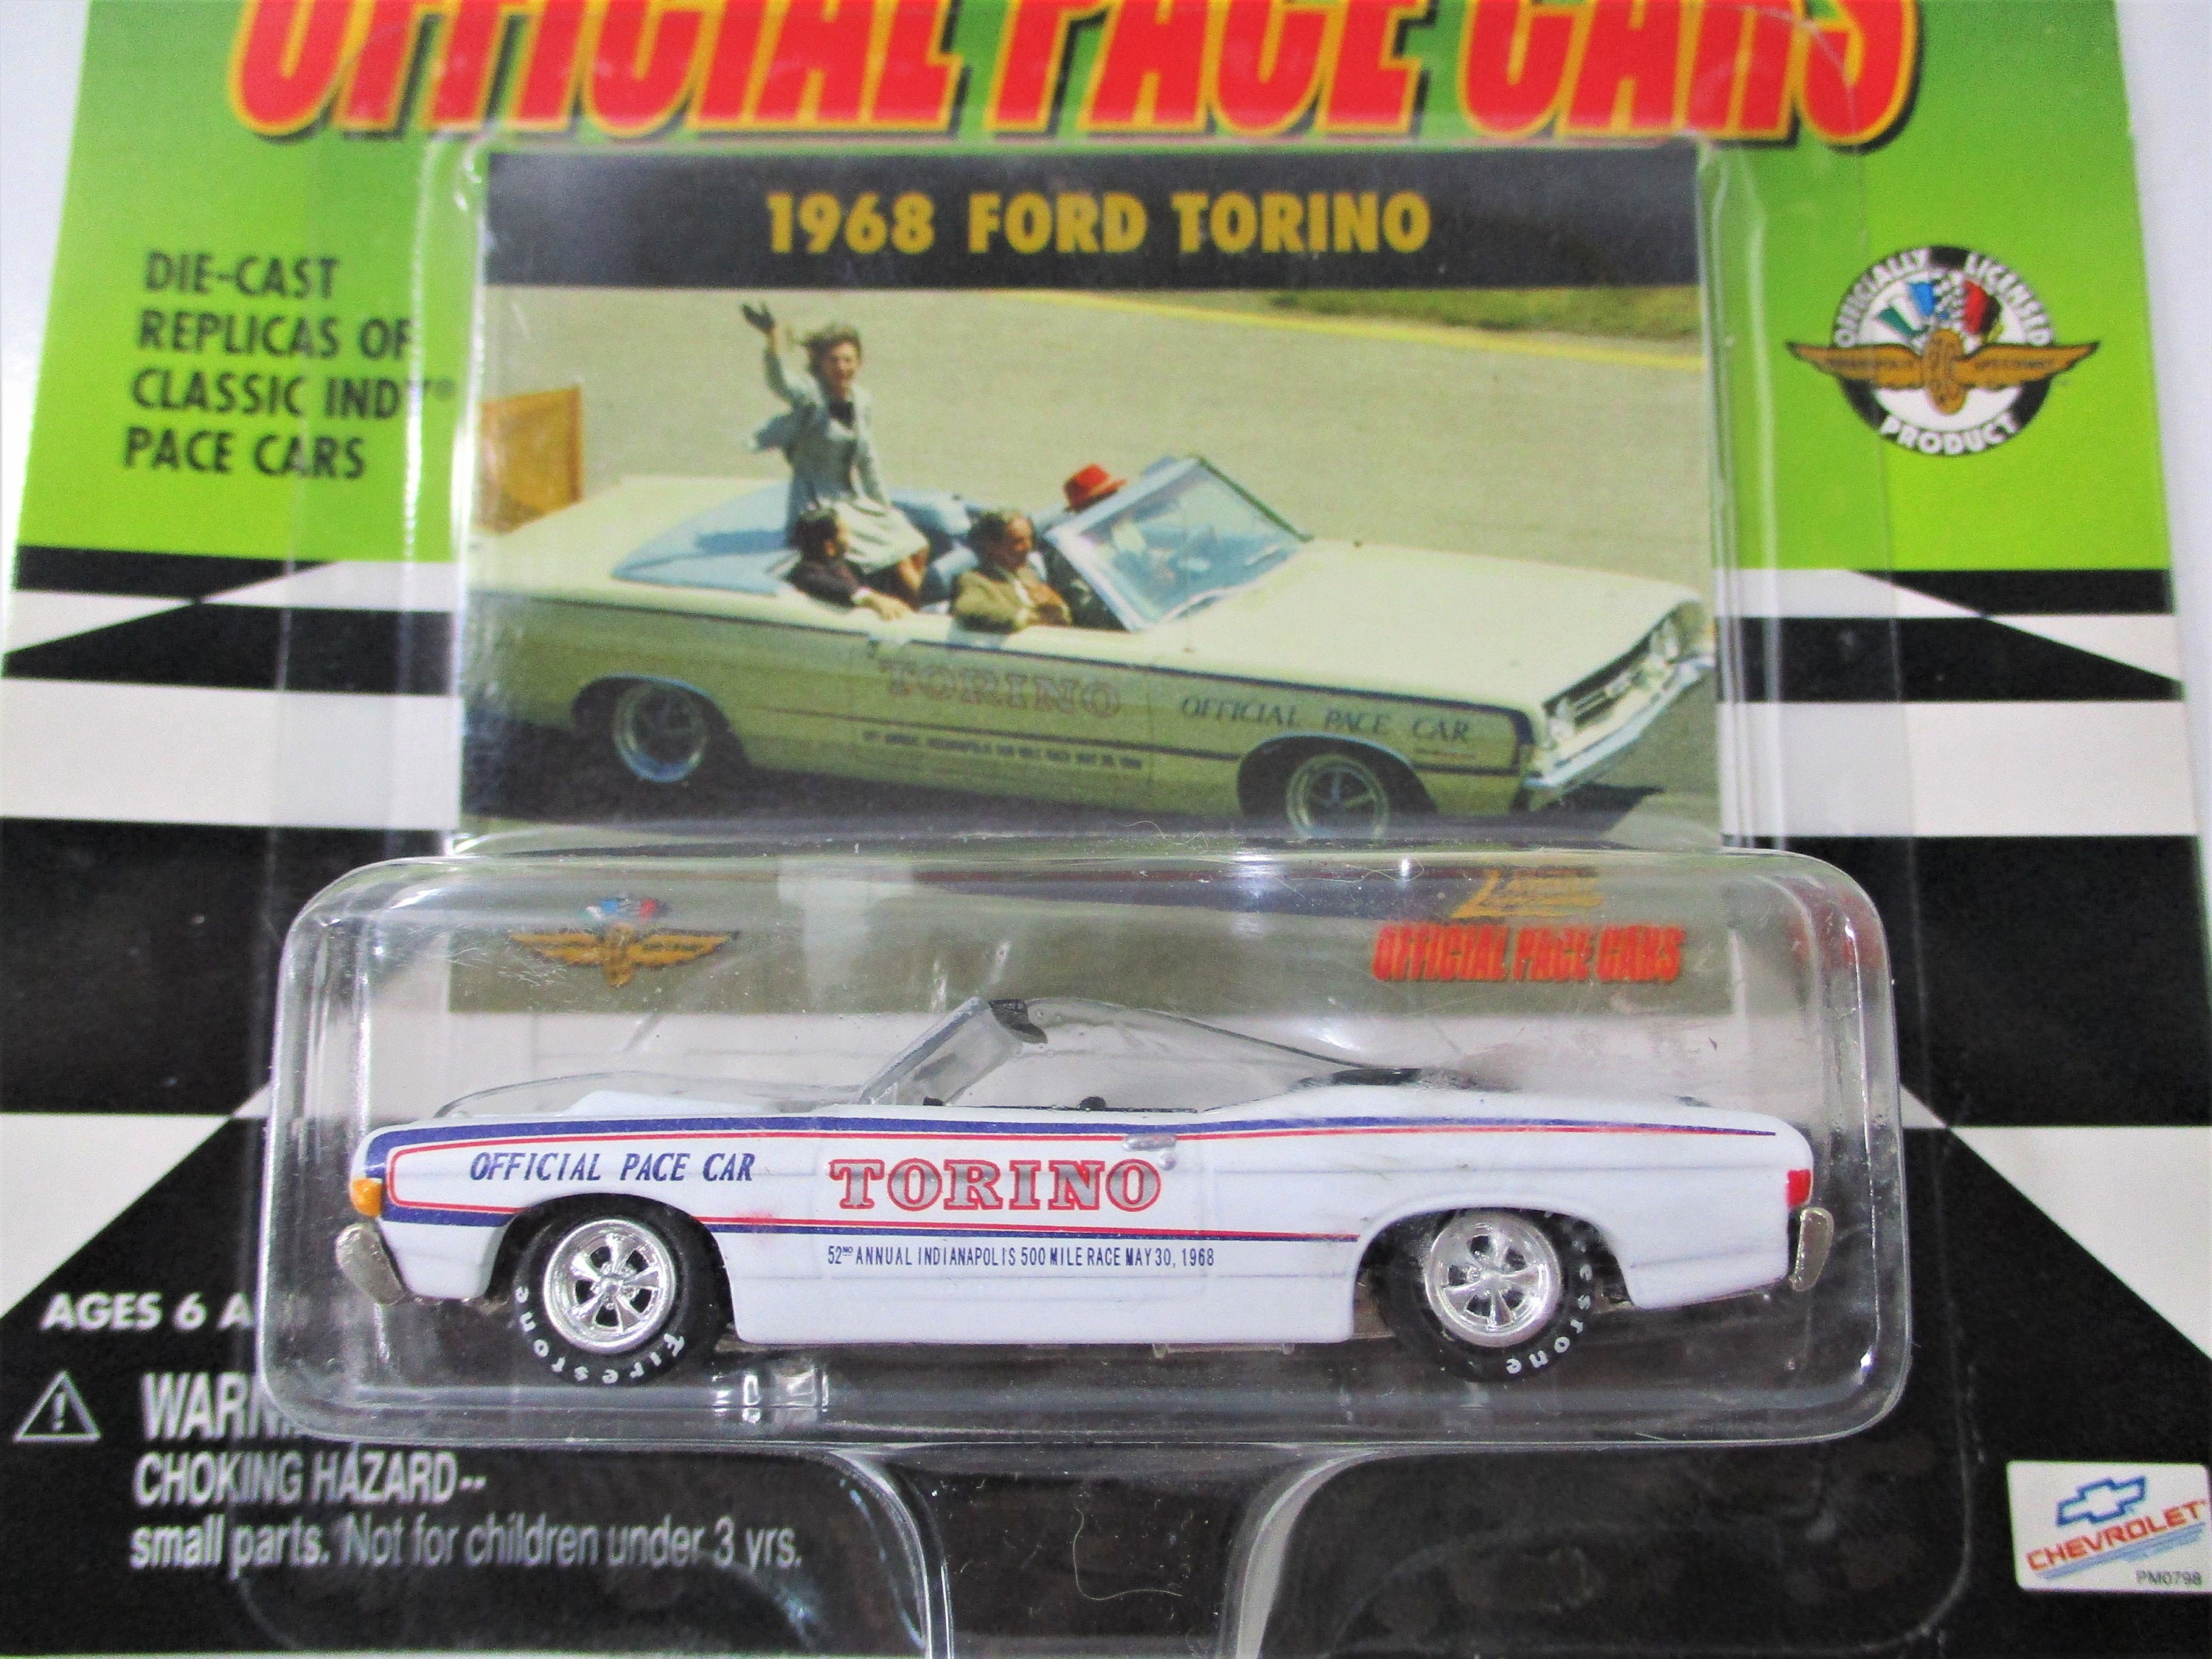 OFFICIAL PACE CARS
1968 FORD TORINO
DIE-CAST
REPLICAS OF
CLASSIC INDY®
PACE CARS
OFFICIALLY LICENSED
PRODUCT
TORINO
OFFICIAL PACE CAR
OFFICIAL PACE CARS
OFFICIAL PACE CAR
TORINO
52ND ANNUAL INDIANAPOLIS 500 MILE RACE MAY 30, 1968
Firestone
estone
AGES 6 A
WARN
CHOKING HAZARD--
small parts. Not for children under 3 yrs.
CHEVROLET
PM0798